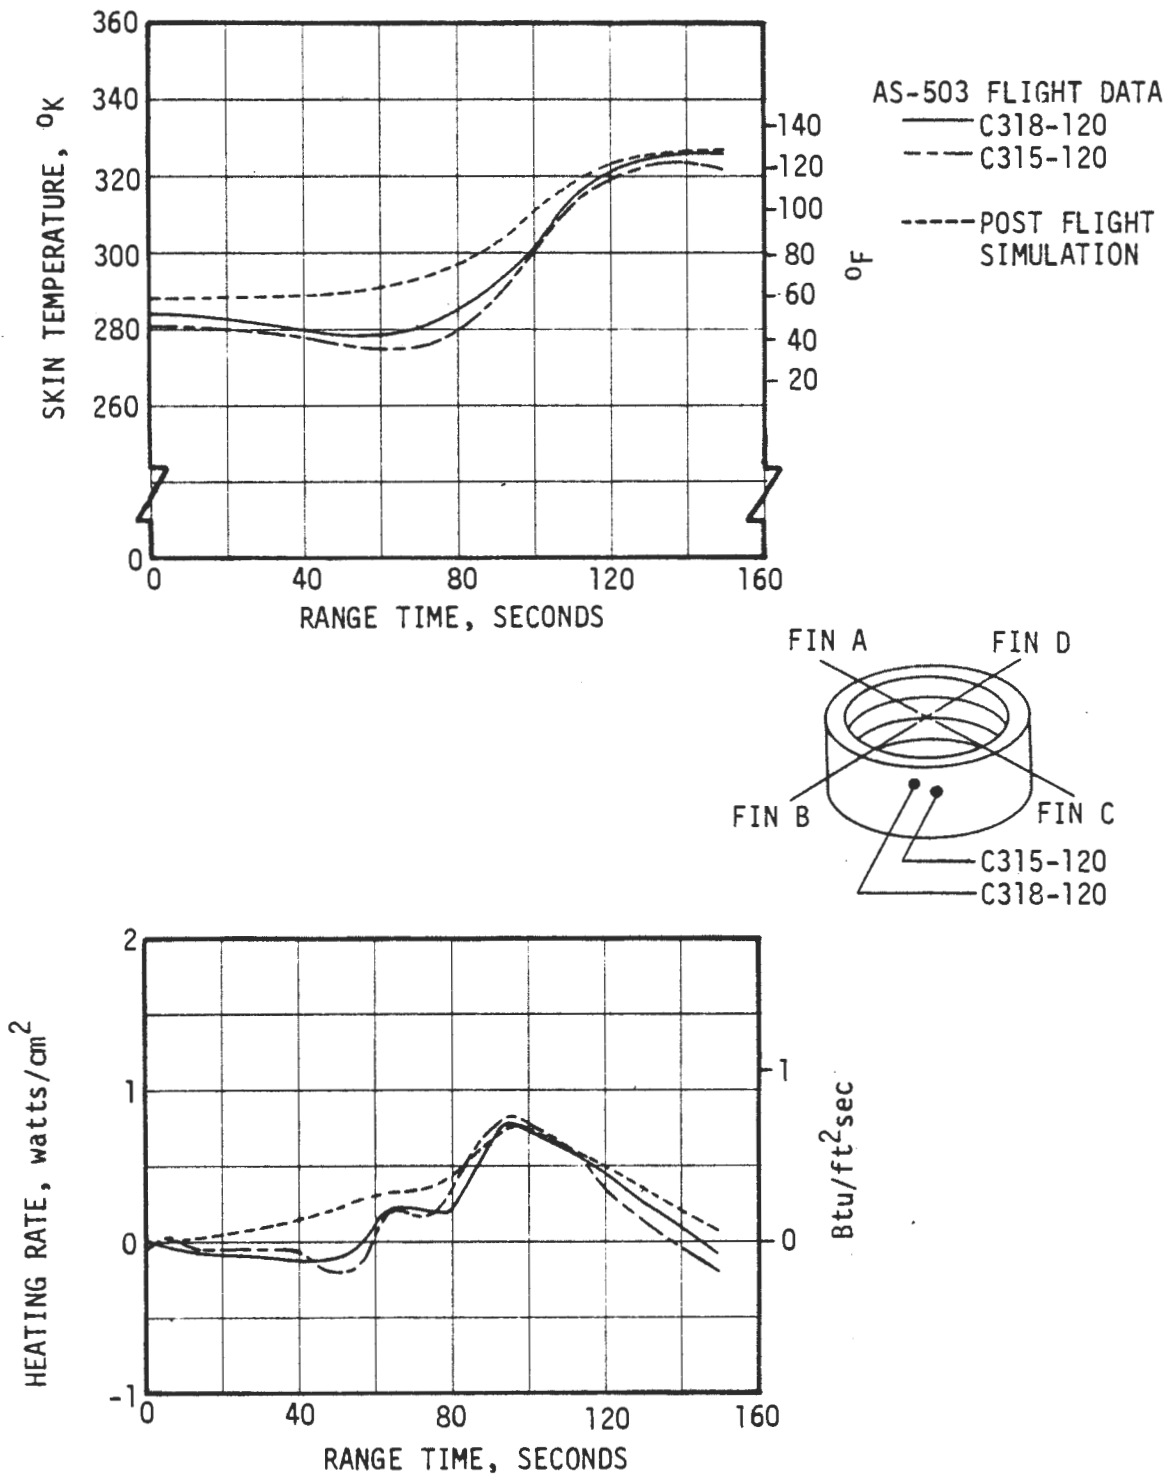 360
340
320
300
280
260
0
SKIN TEMPERATURE, °K
140
120
100
80
60
40
20
°F
0 40 80 120 160
RANGE TIME, SECONDS
AS-503 FLIGHT DATA
C318-120
C315-120
POST FLIGHT
SIMULATION
FIN A FIN D
FIN B FIN C
C315-120
C318-120
2
1
0
-1
HEATING RATE, watts/cm²
1
0
Btu/ft²sec
0 40 80 120 160
RANGE TIME, SECONDS